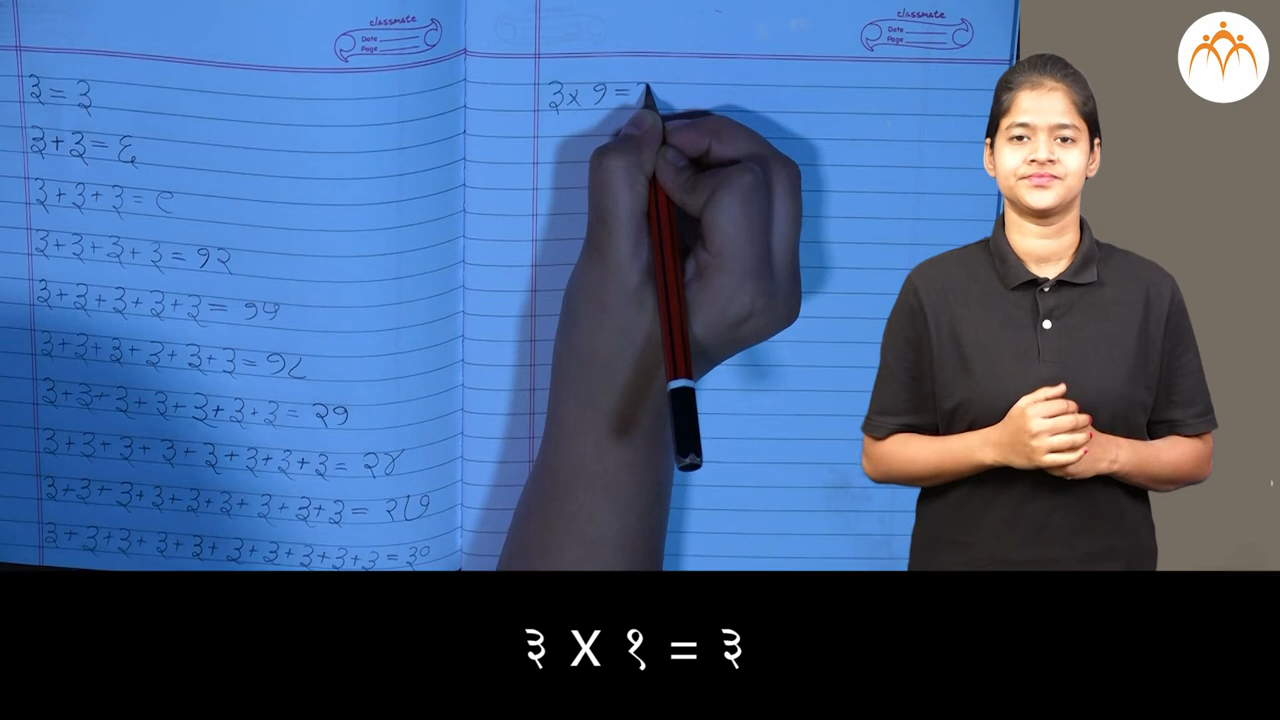 classmate
Date
Page
३ = ३
३+३ = ६
३+३+३ = ९
३+३+३+३ = १२
३+३+३+३+३ = १५
३+३+३+३+३+३ = १८
३+३+३+३+३+३+३ = २१
३+३+३+३+३+३+३+३ = २४
३+३+३+३+३+३+३+३+३ = २७
३+३+३+३+३+३+३+३+३+३ = ३०
classmate
Date
Page
३x १ =
३ X १ = ३